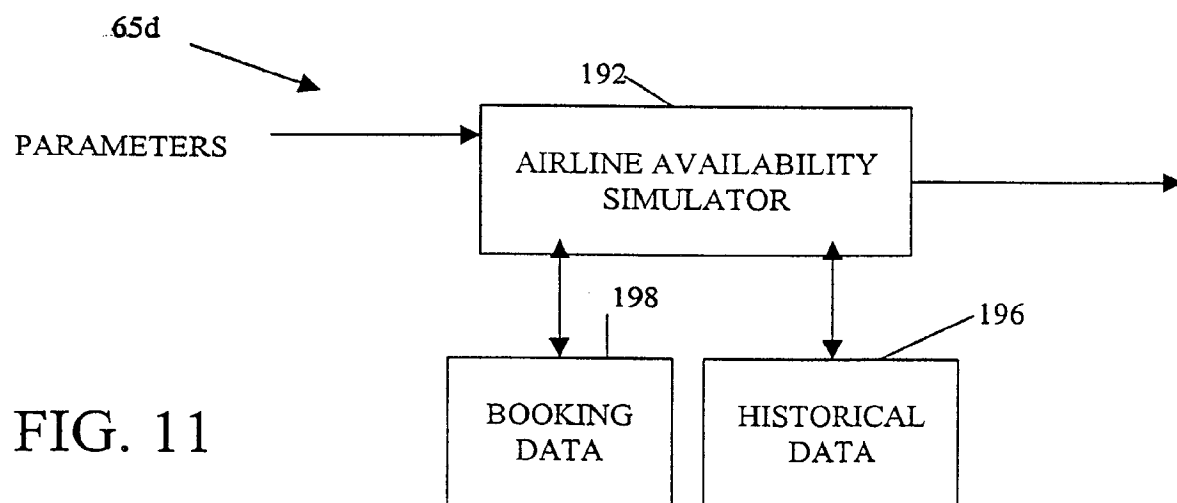 65d
192
PARAMETERS
AIRLINE AVAILABILITY
SIMULATOR
198
196
BOOKING
DATA
HISTORICAL
DATA
FIG. 11